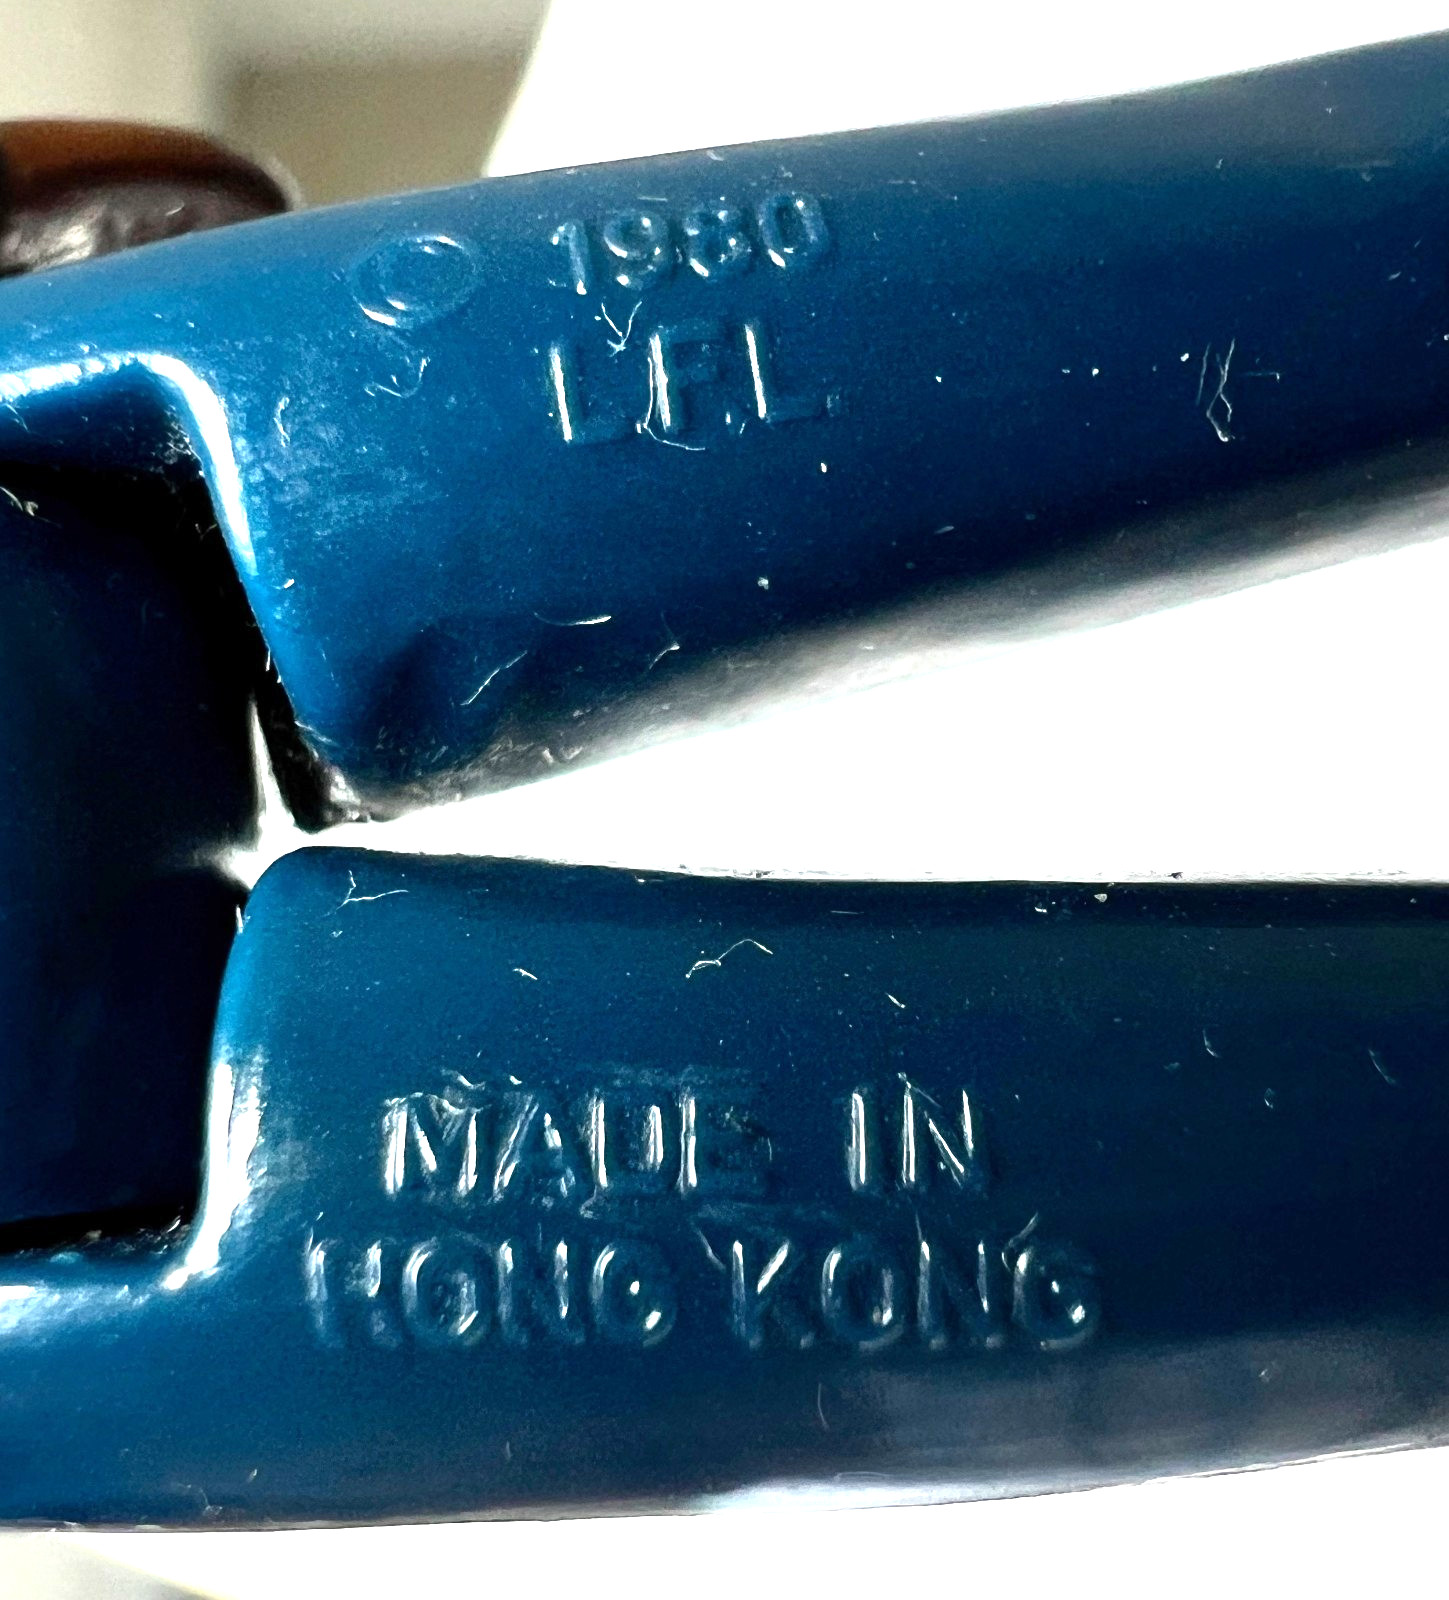 © 1980
LFL
MADE IN
HONG KONG